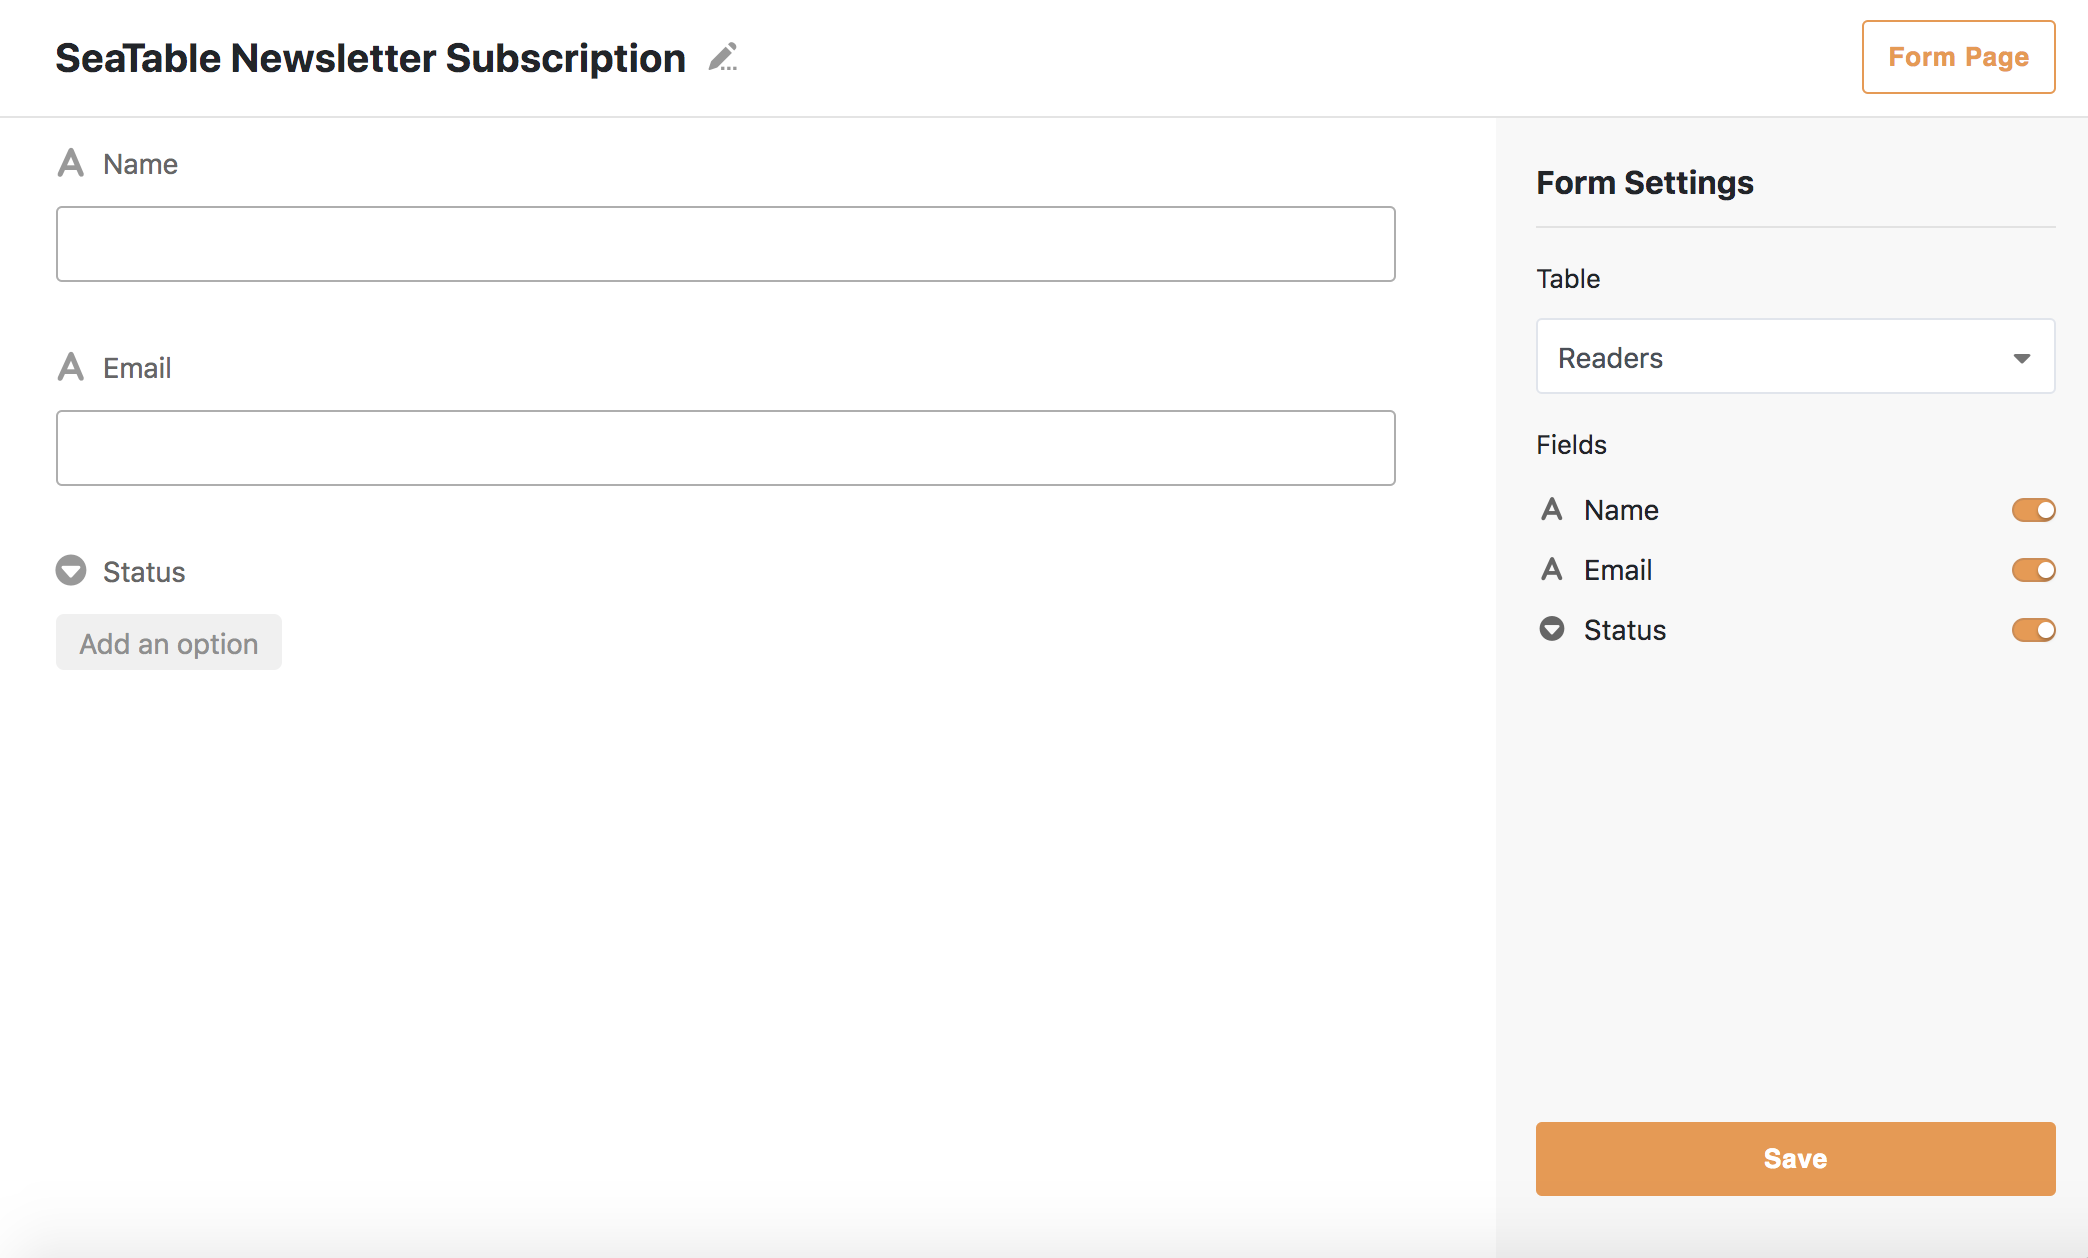 SeaTable Newsletter Subscription
Form Page
Name
Email
Status
Add an option
Form Settings
Table
Readers
Fields
Name
Email
Status
Save